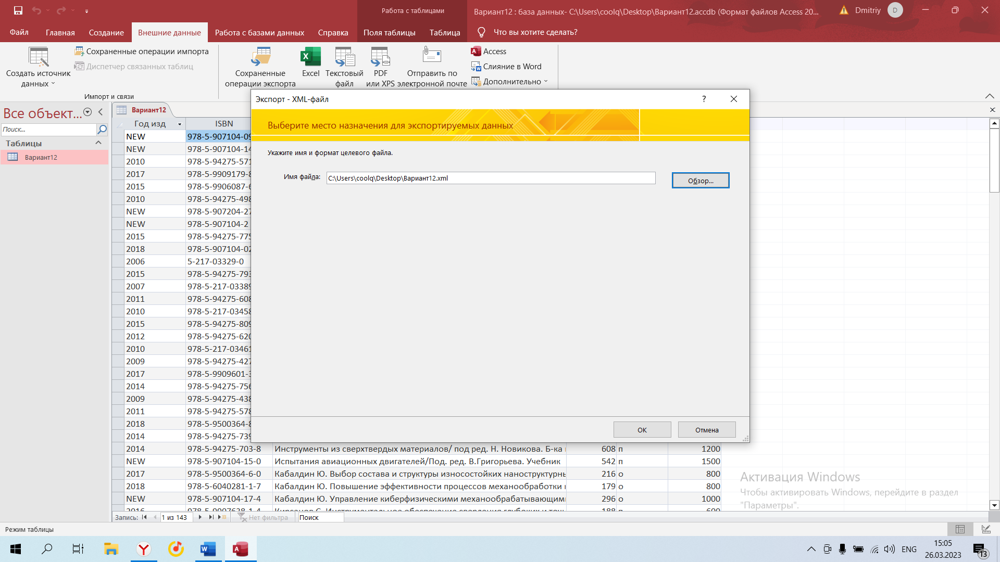 Работа с таблицами
Вариант12 : база данных- C:\Users\coolq\Desktop\Вариант12.accdb (Формат файлов Access 20...
Dmitriy
D
Файл
Главная
Создание
Внешние данные
Работа с базами данных
Справка
Поля таблицы
Таблица
Что вы хотите сделать?
Создать источник
данных
Сохраненные операции импорта
Диспетчер связанных таблиц
Импорт и связи
Сохраненные
операции экспорта
Excel
Текстовый
файл
PDF
или XPS
Отправить по
электронной почте
Access
Слияние в Word
Дополнительно
Экспорт - XML-файл
?
Выберите место назначения для экспортируемых данных
Укажите имя и формат целевого файла.
Имя файла:
C:\Users\coolq\Desktop\Вариант12.xml
Обзор...
OK
Отмена
Все объект...
Поиск...
Таблицы
Вариант12
Вариант12
Год изд
ISBN
NEW 978-5-907104-09
NEW 978-5-907104-14
2010 978-5-94275-571
2017 978-5-9909179-8
2015 978-5-9906087-6
2010 978-5-94275-498
NEW 978-5-907204-27
NEW 978-5-907104-2
2015 978-5-94275-775
2018 978-5-907104-02
2006 5-217-03329-0
2015 978-5-94275-793
2007 978-5-217-03389
2011 978-5-94275-608
2010 978-5-217-03458
2015 978-5-94275-809
2012 978-5-94275-620
2010 978-5-217-03461
2009 978-5-94275-427
2017 978-5-9909601-3
2014 978-5-94275-756
2009 978-5-94275-438
2011 978-5-94275-578
2018 978-5-9500364-8
2014 978-5-94275-739
2014 978-5-94275-703-8 Инструменты из сверхтвердых материалов/ под ред. Н. Новикова. Б-ка 608 п 1200
NEW 978-5-907104-15-0 Испытания авиационных двигателей/Под. ред. В.Григорьева. Учебник 542 п 1500
2017 978-5-9500364-6-0 Кабалдин Ю. Выбор состава и структуры износостойких наноструктурн 216 о 800
2018 978-5-6040281-1-7 Кабалдин Ю. Повышение эффективности процессов механообработки 179 о 800
NEW 978-5-907104-17-4 Кабалдин Ю. Управление киберфизическими механообрабатывающими 296 о 1000
2016 978-5-9907638-1-4 Кирсанов С. Инструментальное обеспечение сверления глубоких и точ 188 п 600
Активация Windows
Чтобы активировать Windows, перейдите в раздел
"Параметры".
Запись:
1 из 143
Нет фильтра
Поиск
Режим таблицы
ENG
15:05
26.03.2023
13